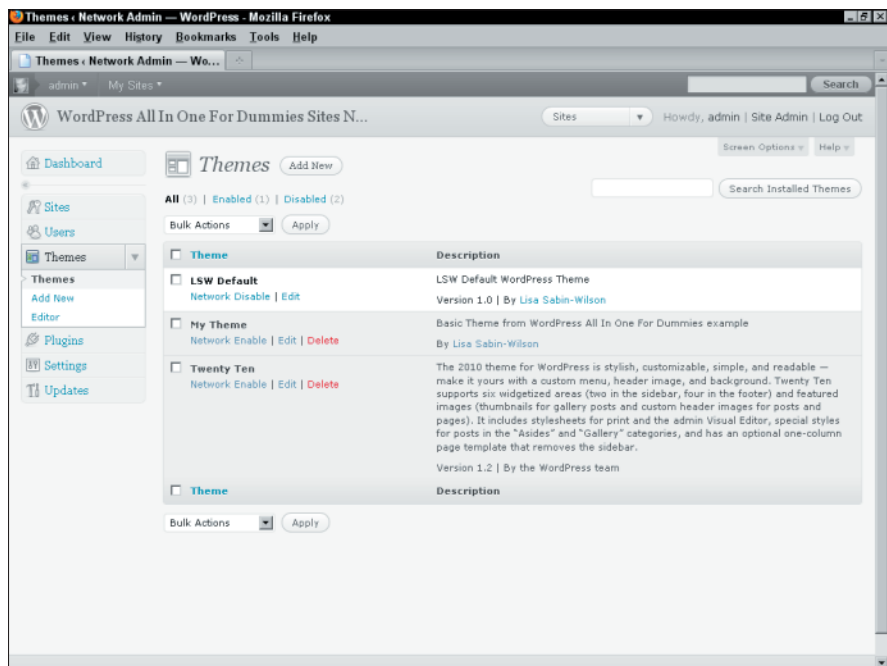 Themes ‹ Network Admin — WordPress - Mozilla Firefox
File Edit View History Bookmarks Tools Help
Themes ‹ Network Admin — Wo...
admin My Sites Search
WordPress All In One For Dummies Sites N... Sites Howdy, admin | Site Admin | Log Out
Screen Options Help
Dashboard
Sites
Users
Themes
Themes
Add New
Editor
Plugins
Settings
Updates
Themes Add New
Search Installed Themes
All (3) | Enabled (1) | Disabled (2)
Bulk Actions Apply
Theme Description
LSW Default LSW Default WordPress Theme
Network Disable | Edit Version 1.0 | By Lisa Sabin-Wilson
My Theme Basic Theme from WordPress All In One For Dummies example
Network Enable | Edit | Delete By Lisa Sabin-Wilson
Twenty Ten The 2010 theme for WordPress is stylish, customizable, simple, and readable —
Network Enable | Edit | Delete make it yours with a custom menu, header image, and background. Twenty Ten
supports six widgetized areas (two in the sidebar, four in the footer) and featured
images (thumbnails for gallery posts and custom header images for posts and
pages). It includes stylesheets for print and the admin Visual Editor, special styles
for posts in the "Asides" and "Gallery" categories, and has an optional one-column
page template that removes the sidebar.
Version 1.2 | By the WordPress team
Theme Description
Bulk Actions Apply